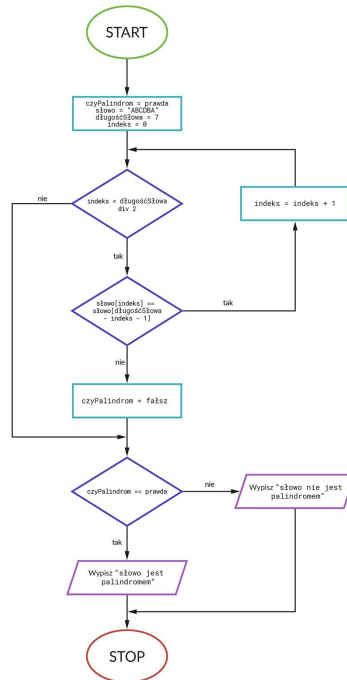 START
czyPalindrom = prawda
słowo = "ABCDBA"
długośćSłowa = 7
indeks = 0
indeks < długośćSłowa
div 2
nie
indeks = indeks + 1
tak
słowo[indeks] ==
słowo[długośćSłowa
- indeks - 1]
tak
nie
czyPalindrom = fałsz
czyPalindrom == prawda
nie
Wypisz "słowo nie jest
palindromem"
tak
Wypisz "słowo jest
palindromem"
STOP